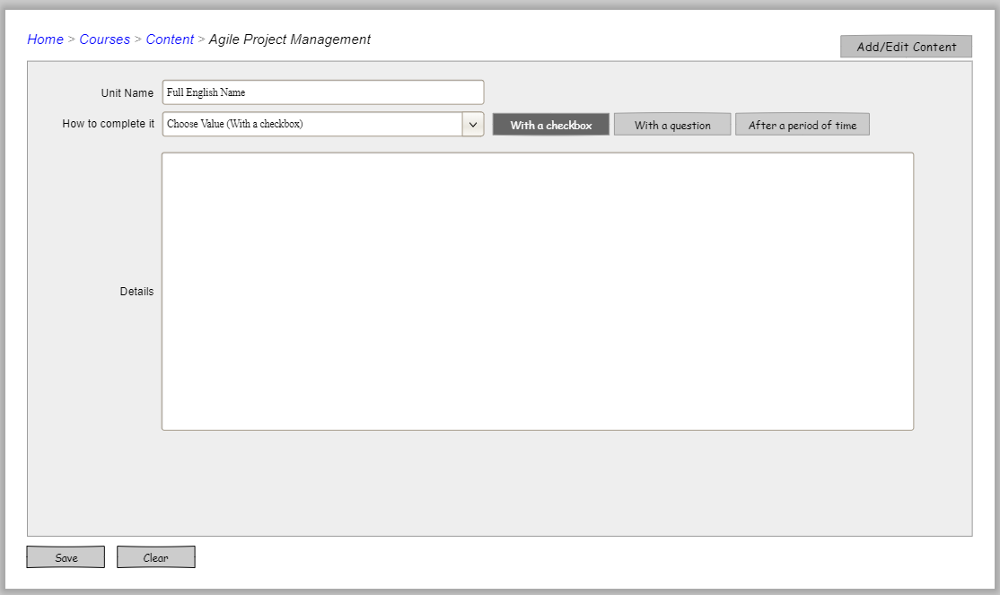 Home > Courses > Content > Agile Project Management
Add/Edit Content
Unit Name Full English Name
How to complete it Choose Value (With a checkbox) With a checkbox With a question After a period of time
Details
Save Clear